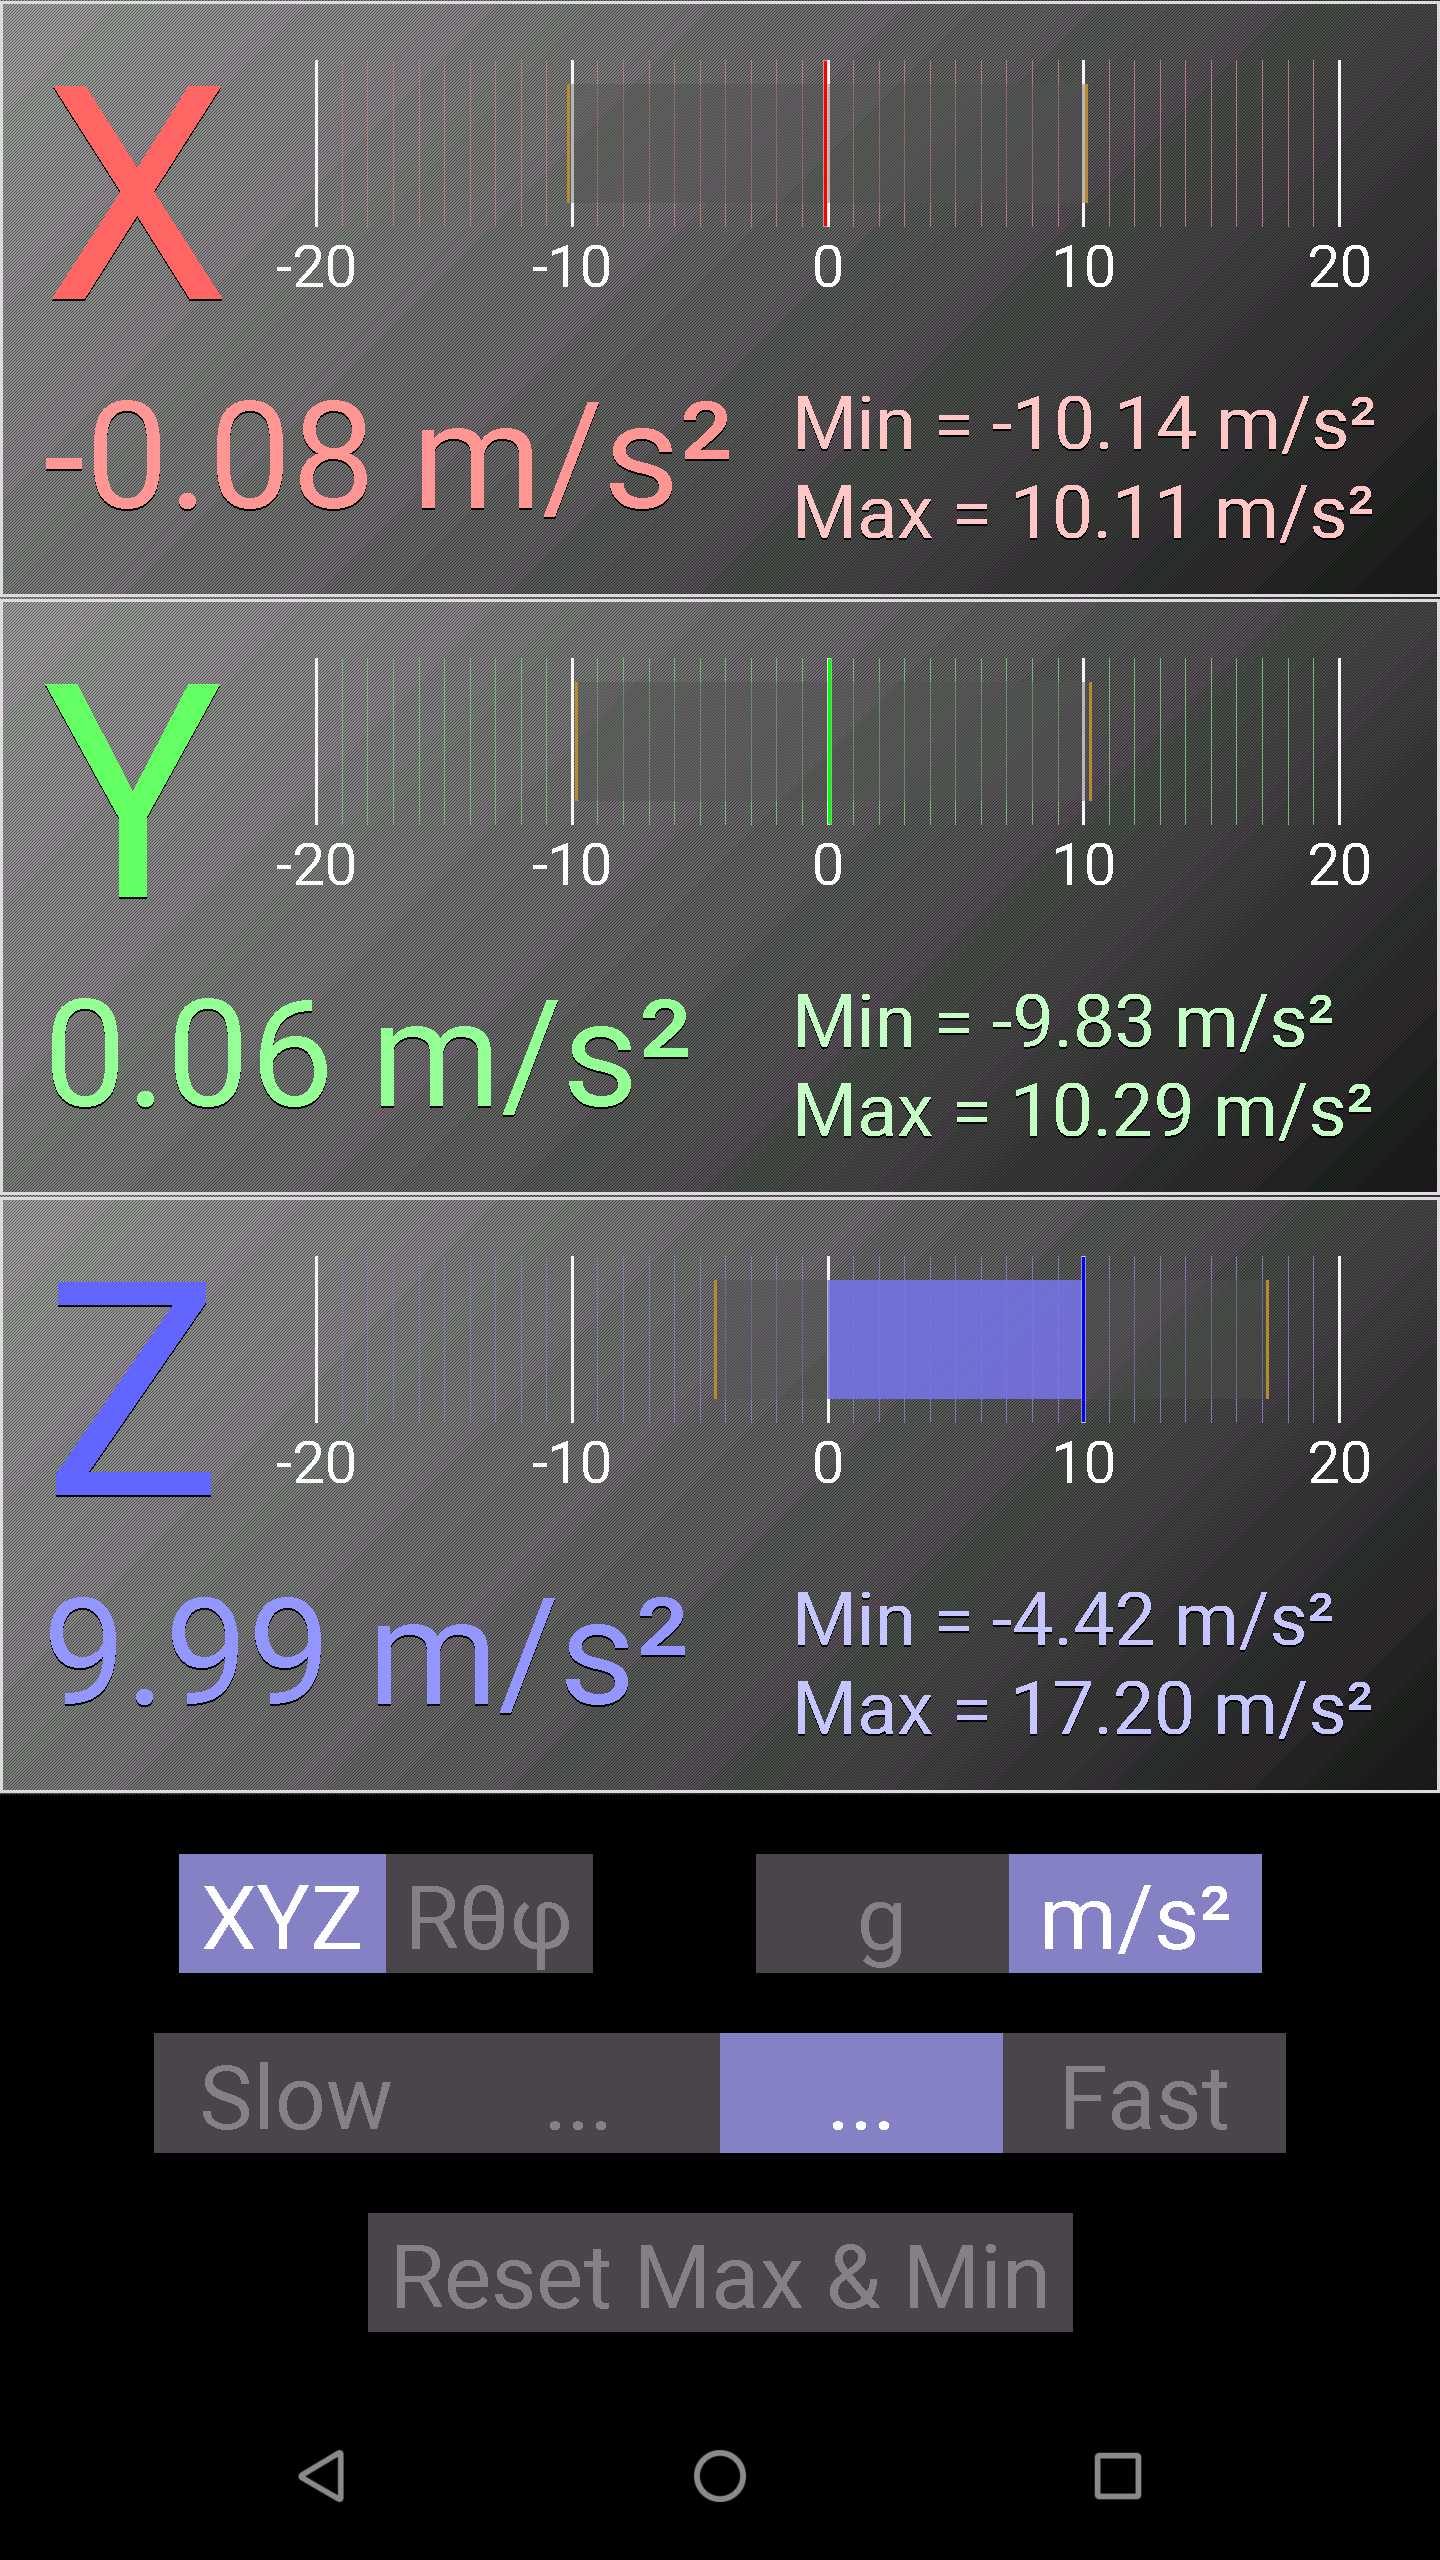 X
-20 -10 0 10 20
-0.08 m/s²
Min = -10.14 m/s²
Max = 10.11 m/s²
Y
-20 -10 0 10 20
0.06 m/s²
Min = -9.83 m/s²
Max = 10.29 m/s²
Z
-20 -10 0 10 20
9.99 m/s²
Min = -4.42 m/s²
Max = 17.20 m/s²
XYZ Rθφ g m/s²
Slow ... ... Fast
Reset Max & Min